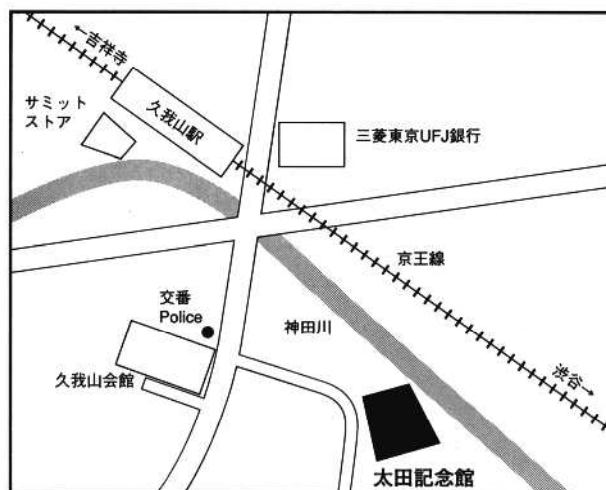 ←吉祥寺
サミット
ストア
久我山駅
三菱東京UFJ銀行
京王線
交番
Police
神田川
久我山会館
渋谷→
太田記念館